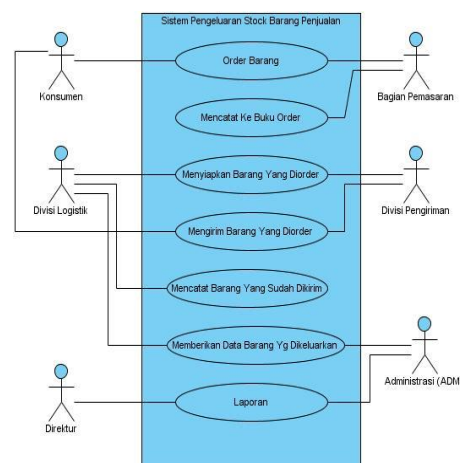 Sistem Pengeluaran Stock Barang Penjualan
Order Barang
Konsumen
Bagian Pemasaran
Mencatat Ke Buku Order
Menyiapkan Barang Yang Diorder
Divisi Logistik
Divisi Pengiriman
Mengirim Barang Yang Diorder
Mencatat Barang Yang Sudah Dikirim
Memberikan Data Barang Yg Dikeluarkan
Administrasi (ADM
Laporan
Direktur